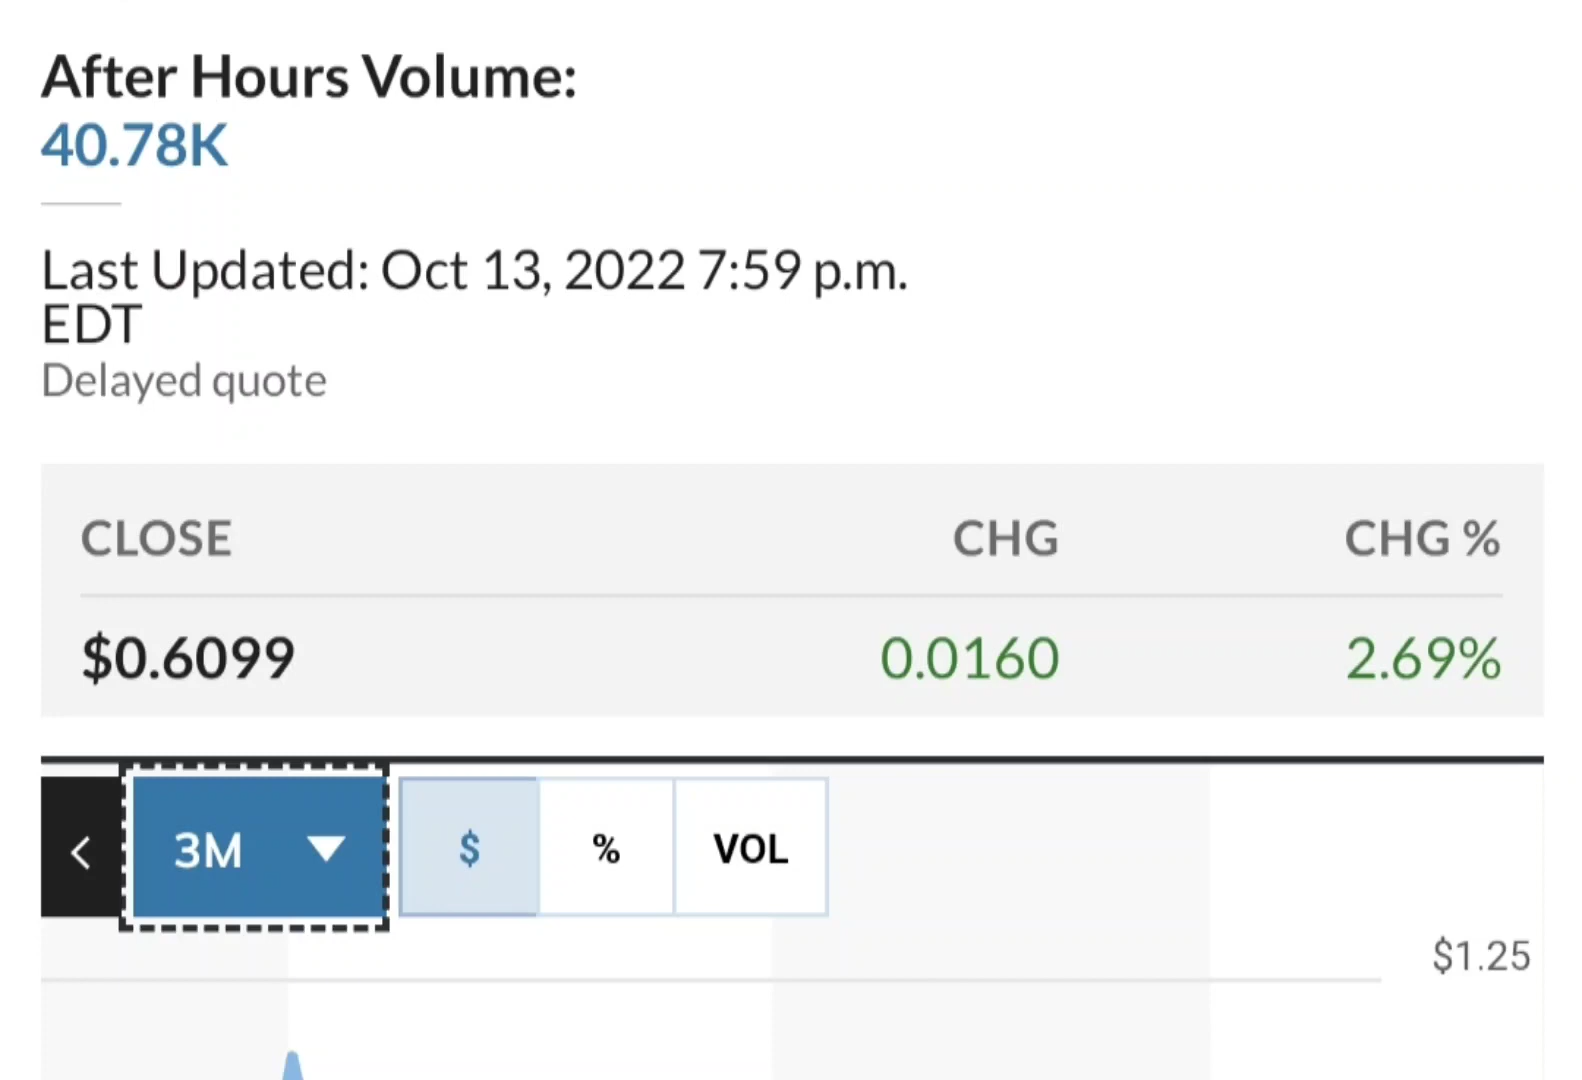 After Hours Volume:
40.78K
Last Updated: Oct 13, 2022 7:59 p.m.
EDT
Delayed quote
CLOSE CHG CHG %
$0.6099 0.0160 2.69%
< 3M ▼ $ % VOL
$1.25